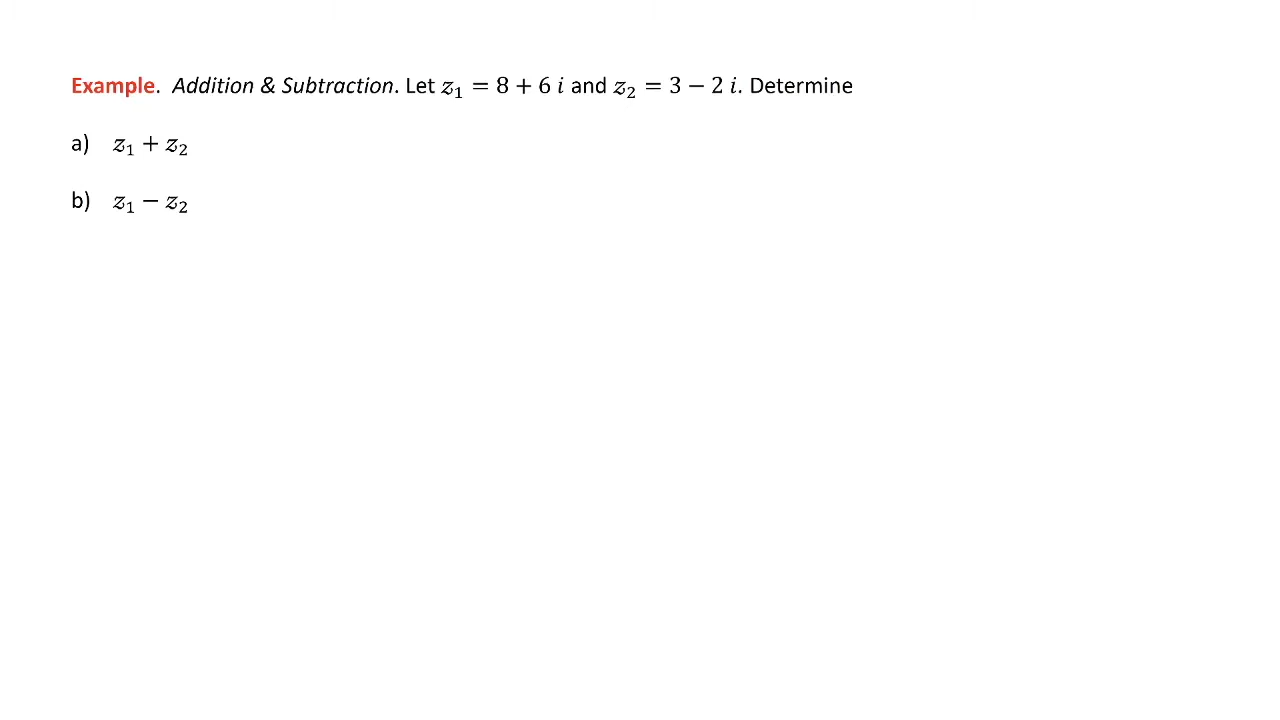 Example. Addition & Subtraction. Let z₁ = 8 + 6 i and z₂ = 3 − 2 i. Determine
a) z₁ + z₂
b) z₁ − z₂